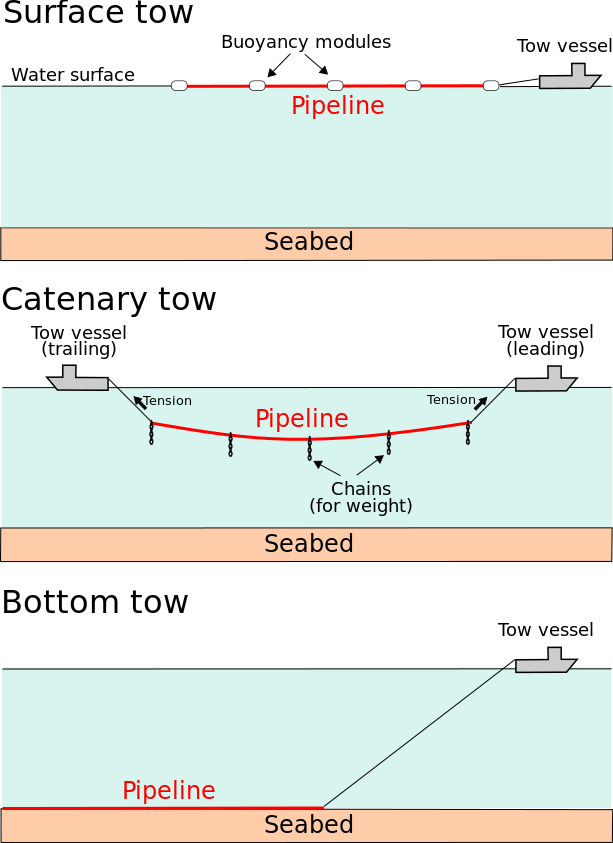 Surface tow
Buoyancy modules
Tow vessel
Water surface
Pipeline
Seabed
Catenary tow
Tow vessel
(trailing)
Tow vessel
(leading)
Tension
Tension
Pipeline
Chains
(for weight)
Seabed
Bottom tow
Tow vessel
Pipeline
Seabed